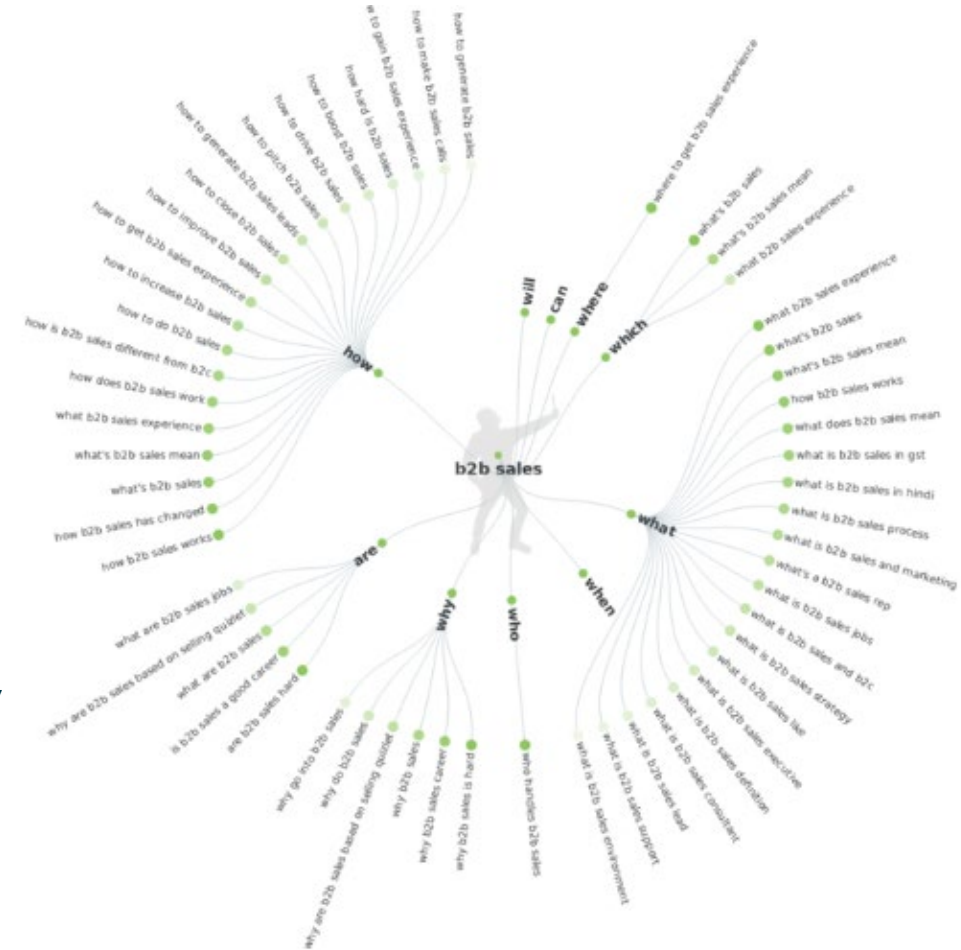 b2b sales
will
can
where
where to get b2b sales experience
which
what's b2b sales
what's b2b sales mean
what b2b sales experience
what
what b2b sales experience
what's b2b sales
what's b2b sales mean
how b2b sales works
what does b2b sales mean
what is b2b sales in gst
what is b2b sales in hindi
what is b2b sales process
what is b2b sales and marketing
what's a b2b sales rep
what is b2b sales jobs
what is b2b sales and b2c
what is b2b sales strategy
what is b2b sales like
what is b2b sales executive
what is b2b sales definition
what is b2b sales consultant
what is b2b sales lead
what is b2b sales support
what is b2b sales environment
when
who
who handles b2b sales
why
why b2b sales is hard
why b2b sales career
why b2b sales
why are b2b sales based on selling quizlet
why do b2b sales
why go into b2b sales
are
are b2b sales hard
is b2b sales a good career
what are b2b sales
why are b2b sales based on selling quizlet
what are b2b sales jobs
how
how b2b sales works
how b2b sales has changed
what's b2b sales
what's b2b sales mean
what b2b sales experience
how does b2b sales work
how is b2b sales different from b2c
how to do b2b sales
how to increase b2b sales
how to get b2b sales experience
how to improve b2b sales
how to close b2b sales
how to generate b2b sales leads
how to pitch b2b sales
how to drive b2b sales
how to boost b2b sales
how hard is b2b sales
w to gain b2b sales experience
how to make b2b sales calls
how to generate b2b sales